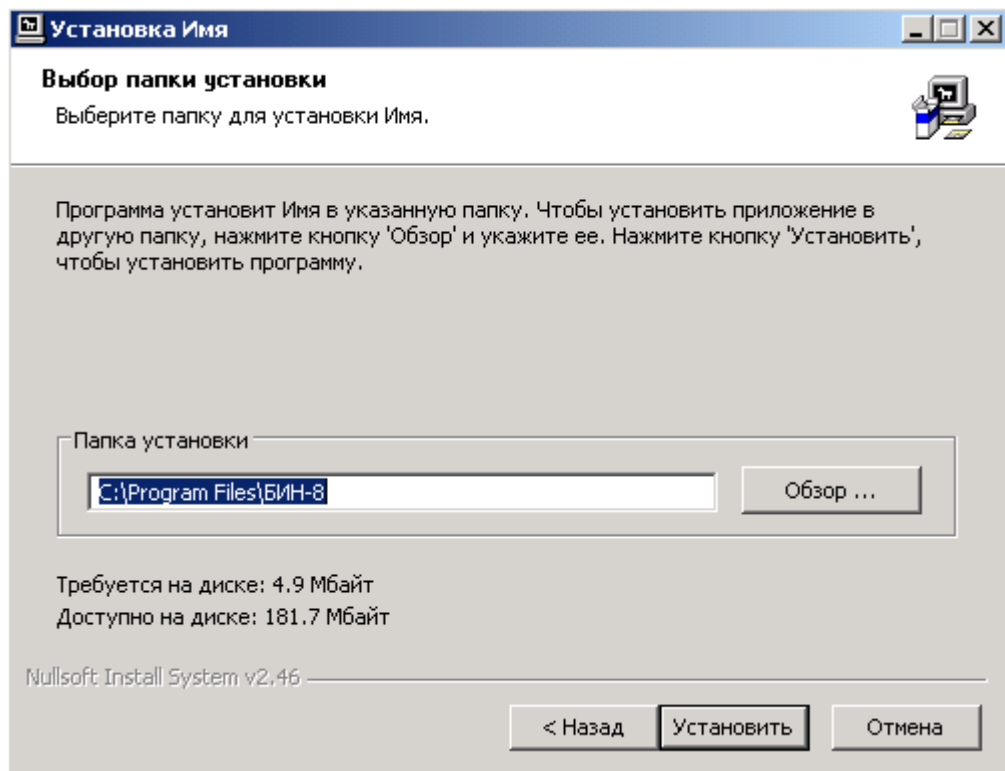 Установка Имя
Выбор папки установки
Выберите папку для установки Имя.
Программа установит Имя в указанную папку. Чтобы установить приложение в
другую папку, нажмите кнопку 'Обзор' и укажите ее. Нажмите кнопку 'Установить',
чтобы установить программу.
Папка установки
C:\Program Files\БИН-8
Обзор ...
Требуется на диске: 4.9 Мбайт
Доступно на диске: 181.7 Мбайт
Nullsoft Install System v2.46
< Назад
Установить
Отмена